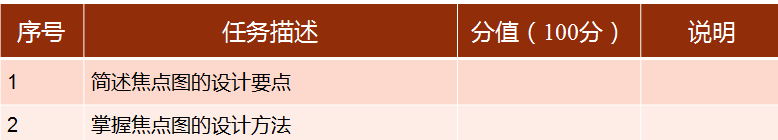 序号 任务描述 分值（100分） 说明
1 简述焦点图的设计要点
2 掌握焦点图的设计方法